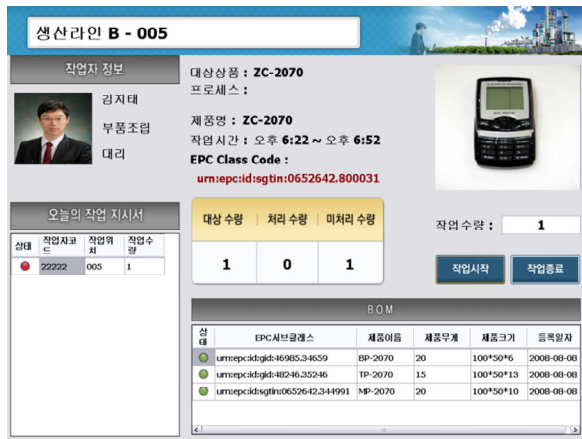 생산라인 B - 005
작업자 정보
김지태
부품조립
대리
대상상품 : ZC-2070
프로세스 :
제품명 : ZC-2070
작업시간 : 오후 6:22 ~ 오후 6:52
EPC Class Code :
urn:epc:id:sgtin:0652642.800031
대상 수량 처리 수량 미처리 수량
1 0 1
작업수량 : 1
작업시작 작업종료
오늘의 작업 지시서
상태 작업자코드 작업위치 작업수량
22222 005 1
BOM
상태 EPC서브클래스 제품이름 제품무게 제품크기 등록일자
urn:epc:id:gid:46985.34659 BP-2070 20 100*50*6 2008-08-08
urn:epc:id:gid:48246.35246 TP-2070 15 100*50*13 2008-08-08
urn:epc:id:sgtin:0652642.344991 MP-2070 20 100*50*10 2008-08-08